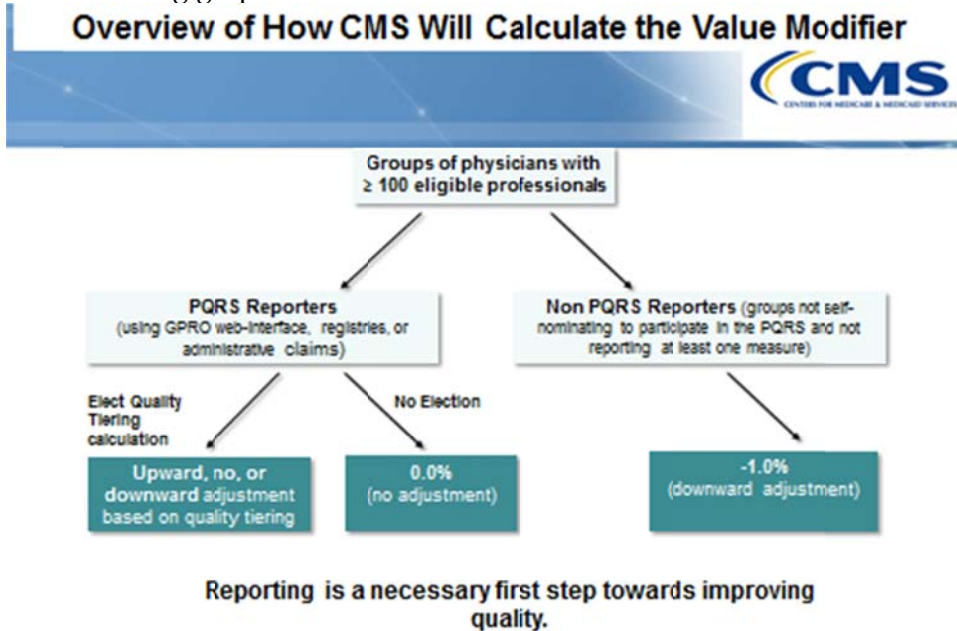 Overview of How CMS Will Calculate the Value Modifier
CMS
CENTERS FOR MEDICARE & MEDICAID SERVICES
Groups of physicians with
≥ 100 eligible professionals
PQRS Reporters
(using GPRO web-interface, registries, or
administrative claims)
Non PQRS Reporters (groups not self-
nominating to participate in the PQRS and not
reporting at least one measure)
Elect Quality
Tiering
calculation
No Election
Upward, no, or
downward adjustment
based on quality tiering
0.0%
(no adjustment)
-1.0%
(downward adjustment)
Reporting is a necessary first step towards improving
quality.